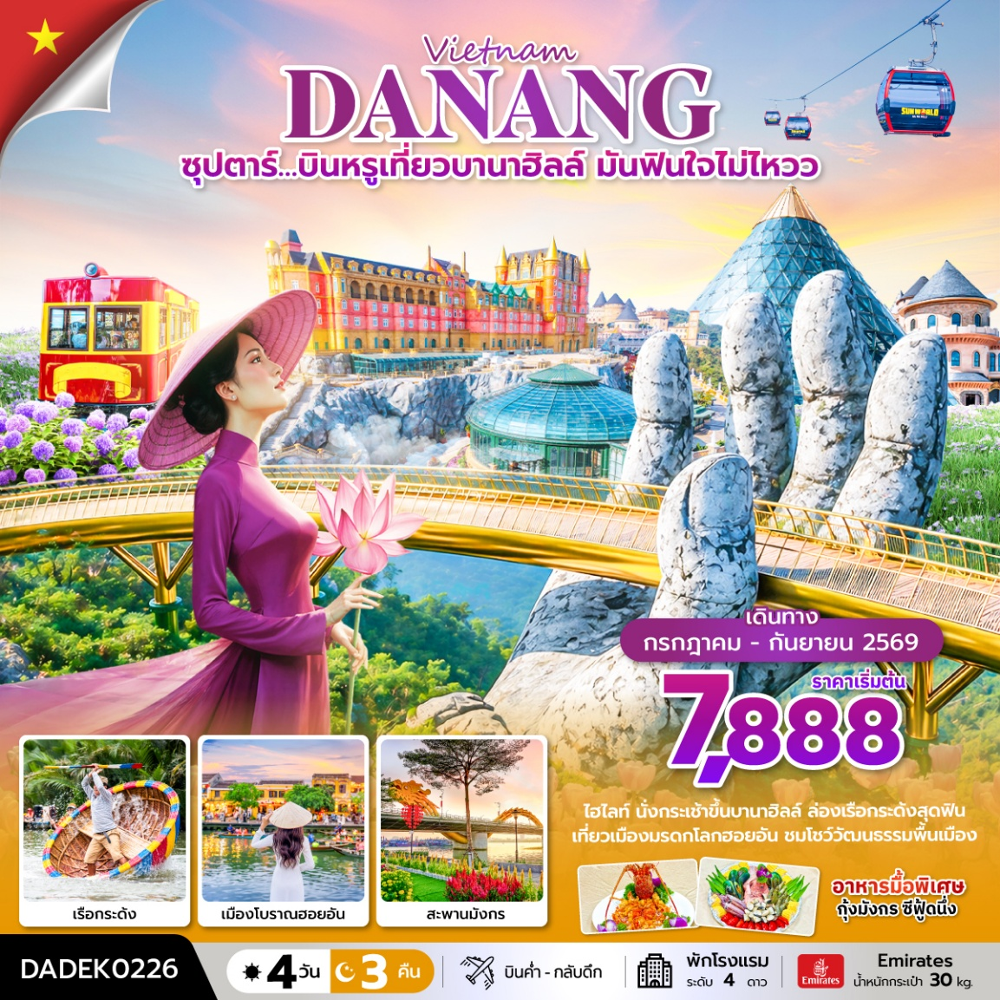 Vietnam
DANANG
ซุปตาร์...บินหรูเที่ยวบานาฮิลล์ มันฟินใจไม่ไหวว
SUN WORLD
เดินทาง
กรกฎาคม - กันยายน 2569
ราคาเริ่มต้น
7,888
ไฮไลท์ นั่งกระเช้าขึ้นบานาฮิลล์ ล่องเรือกระด้งสุดฟิน
เที่ยวเมืองมรดกโลกฮอยอัน ชมโชว์วัฒนธรรมพื้นเมือง
อาหารมื้อพิเศษ
กุ้งมังกร ซีฟู้ดนึ่ง
เรือกระด้ง
เมืองโบราณฮอยอัน
สะพานมังกร
DADEK0226
4 วัน 3 คืน
บินค่ำ - กลับดึก
พักโรงแรม
ระดับ 4 ดาว
Emirates
Emirates
น้ำหนักกระเป๋า 30 kg.